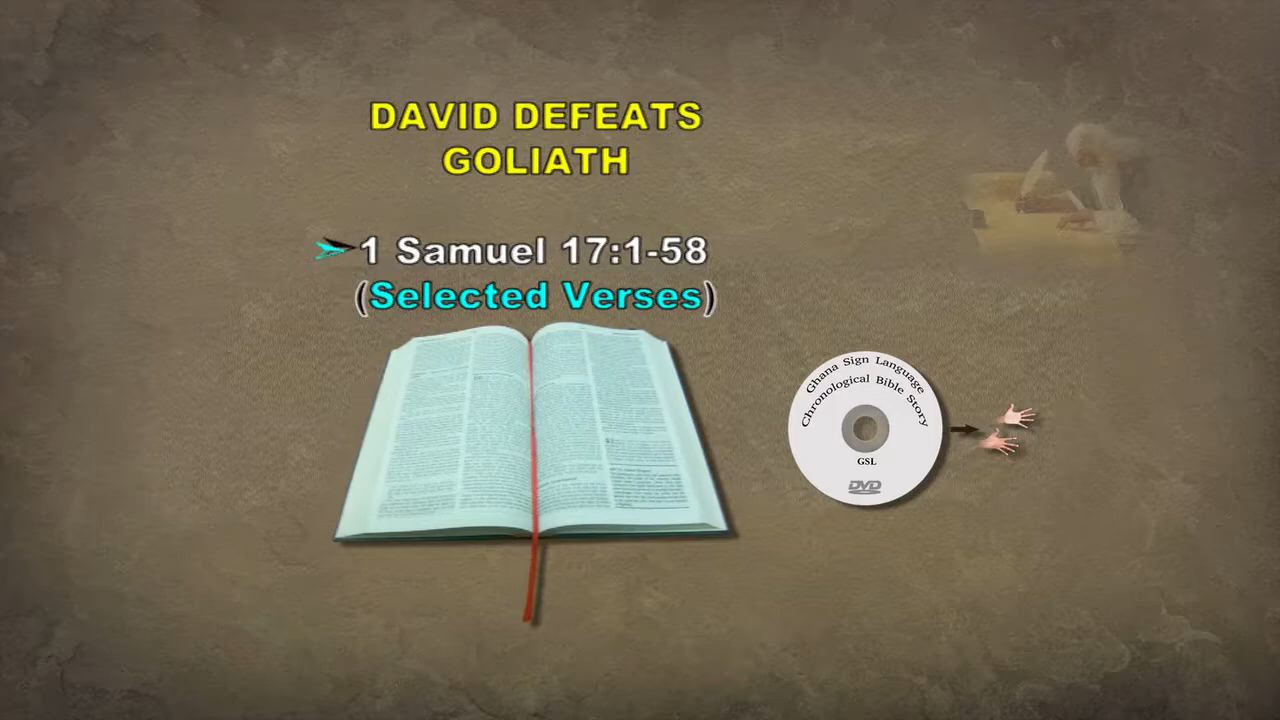 DAVID DEFEATS
GOLIATH
1 Samuel 17:1-58
(Selected Verses)
Ghana Sign Language
Chronological Bible Story
GSL
DVD